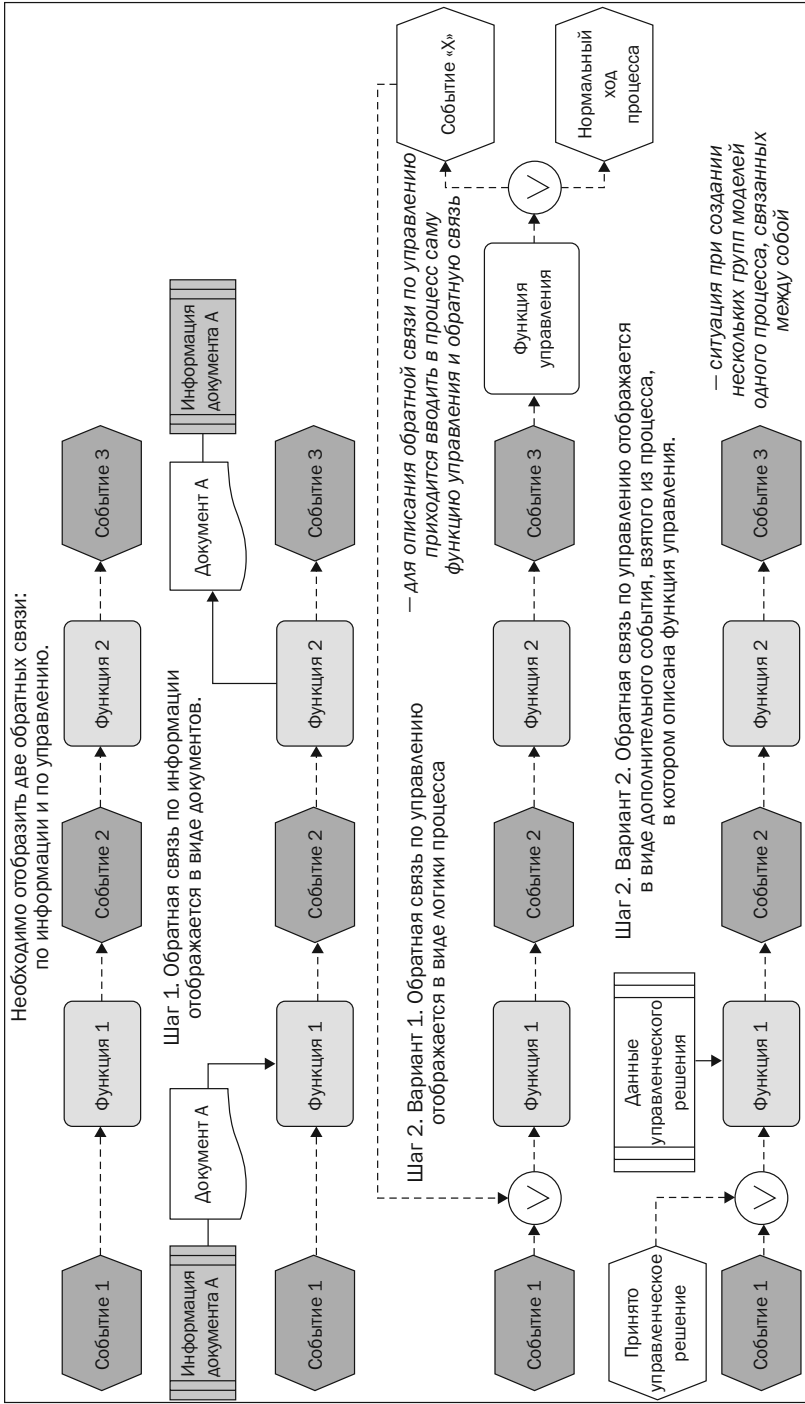 Необходимо отобразить две обратных связи:
по информации и по управлению.
Событие 1
Функция 1
Событие 2
Функция 2
Событие 3
Шаг 1. Обратная связь по информации
отображается в виде документов.
Информация
документа А
Документ А
Документ А
Информация
документа А
Событие 1
Функция 1
Событие 2
Функция 2
Событие 3
Шаг 2. Вариант 1. Обратная связь по управлению
отображается в виде логики процесса
— для описания обратной связи по управлению
приходится вводить в процесс саму
функцию управления и обратную связь
Событие «X»
Событие 1
V
Функция 1
Событие 2
Функция 2
Событие 3
Функция
управления
V
Нормальный
ход
процесса
Шаг 2. Вариант 2. Обратная связь по управлению отображается
в виде дополнительного события, взятого из процесса,
в котором описана функция управления.
— ситуация при создании
нескольких групп моделей
одного процесса, связанных
между собой
Принято
управленческое
решение
Данные
управленческого
решения
Событие 1
V
Функция 1
Событие 2
Функция 2
Событие 3